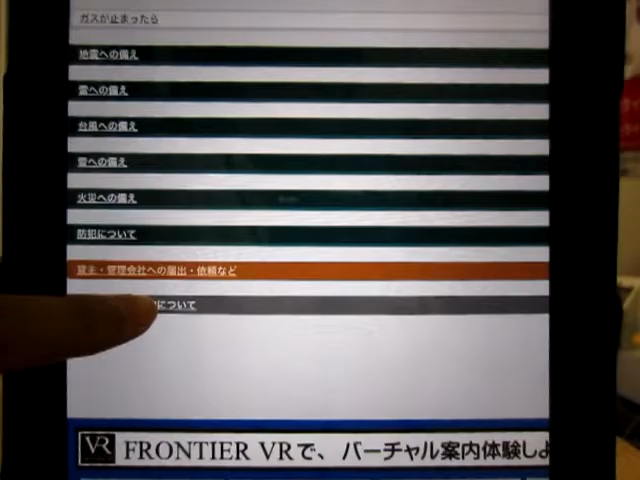 ガスが止まったら
地震への備え
雷への備え
台風への備え
雪への備え
火災への備え
防犯について
貸主・管理会社への届出・依頼など
について
VR FRONTIER VRで、バーチャル案内体験しよ